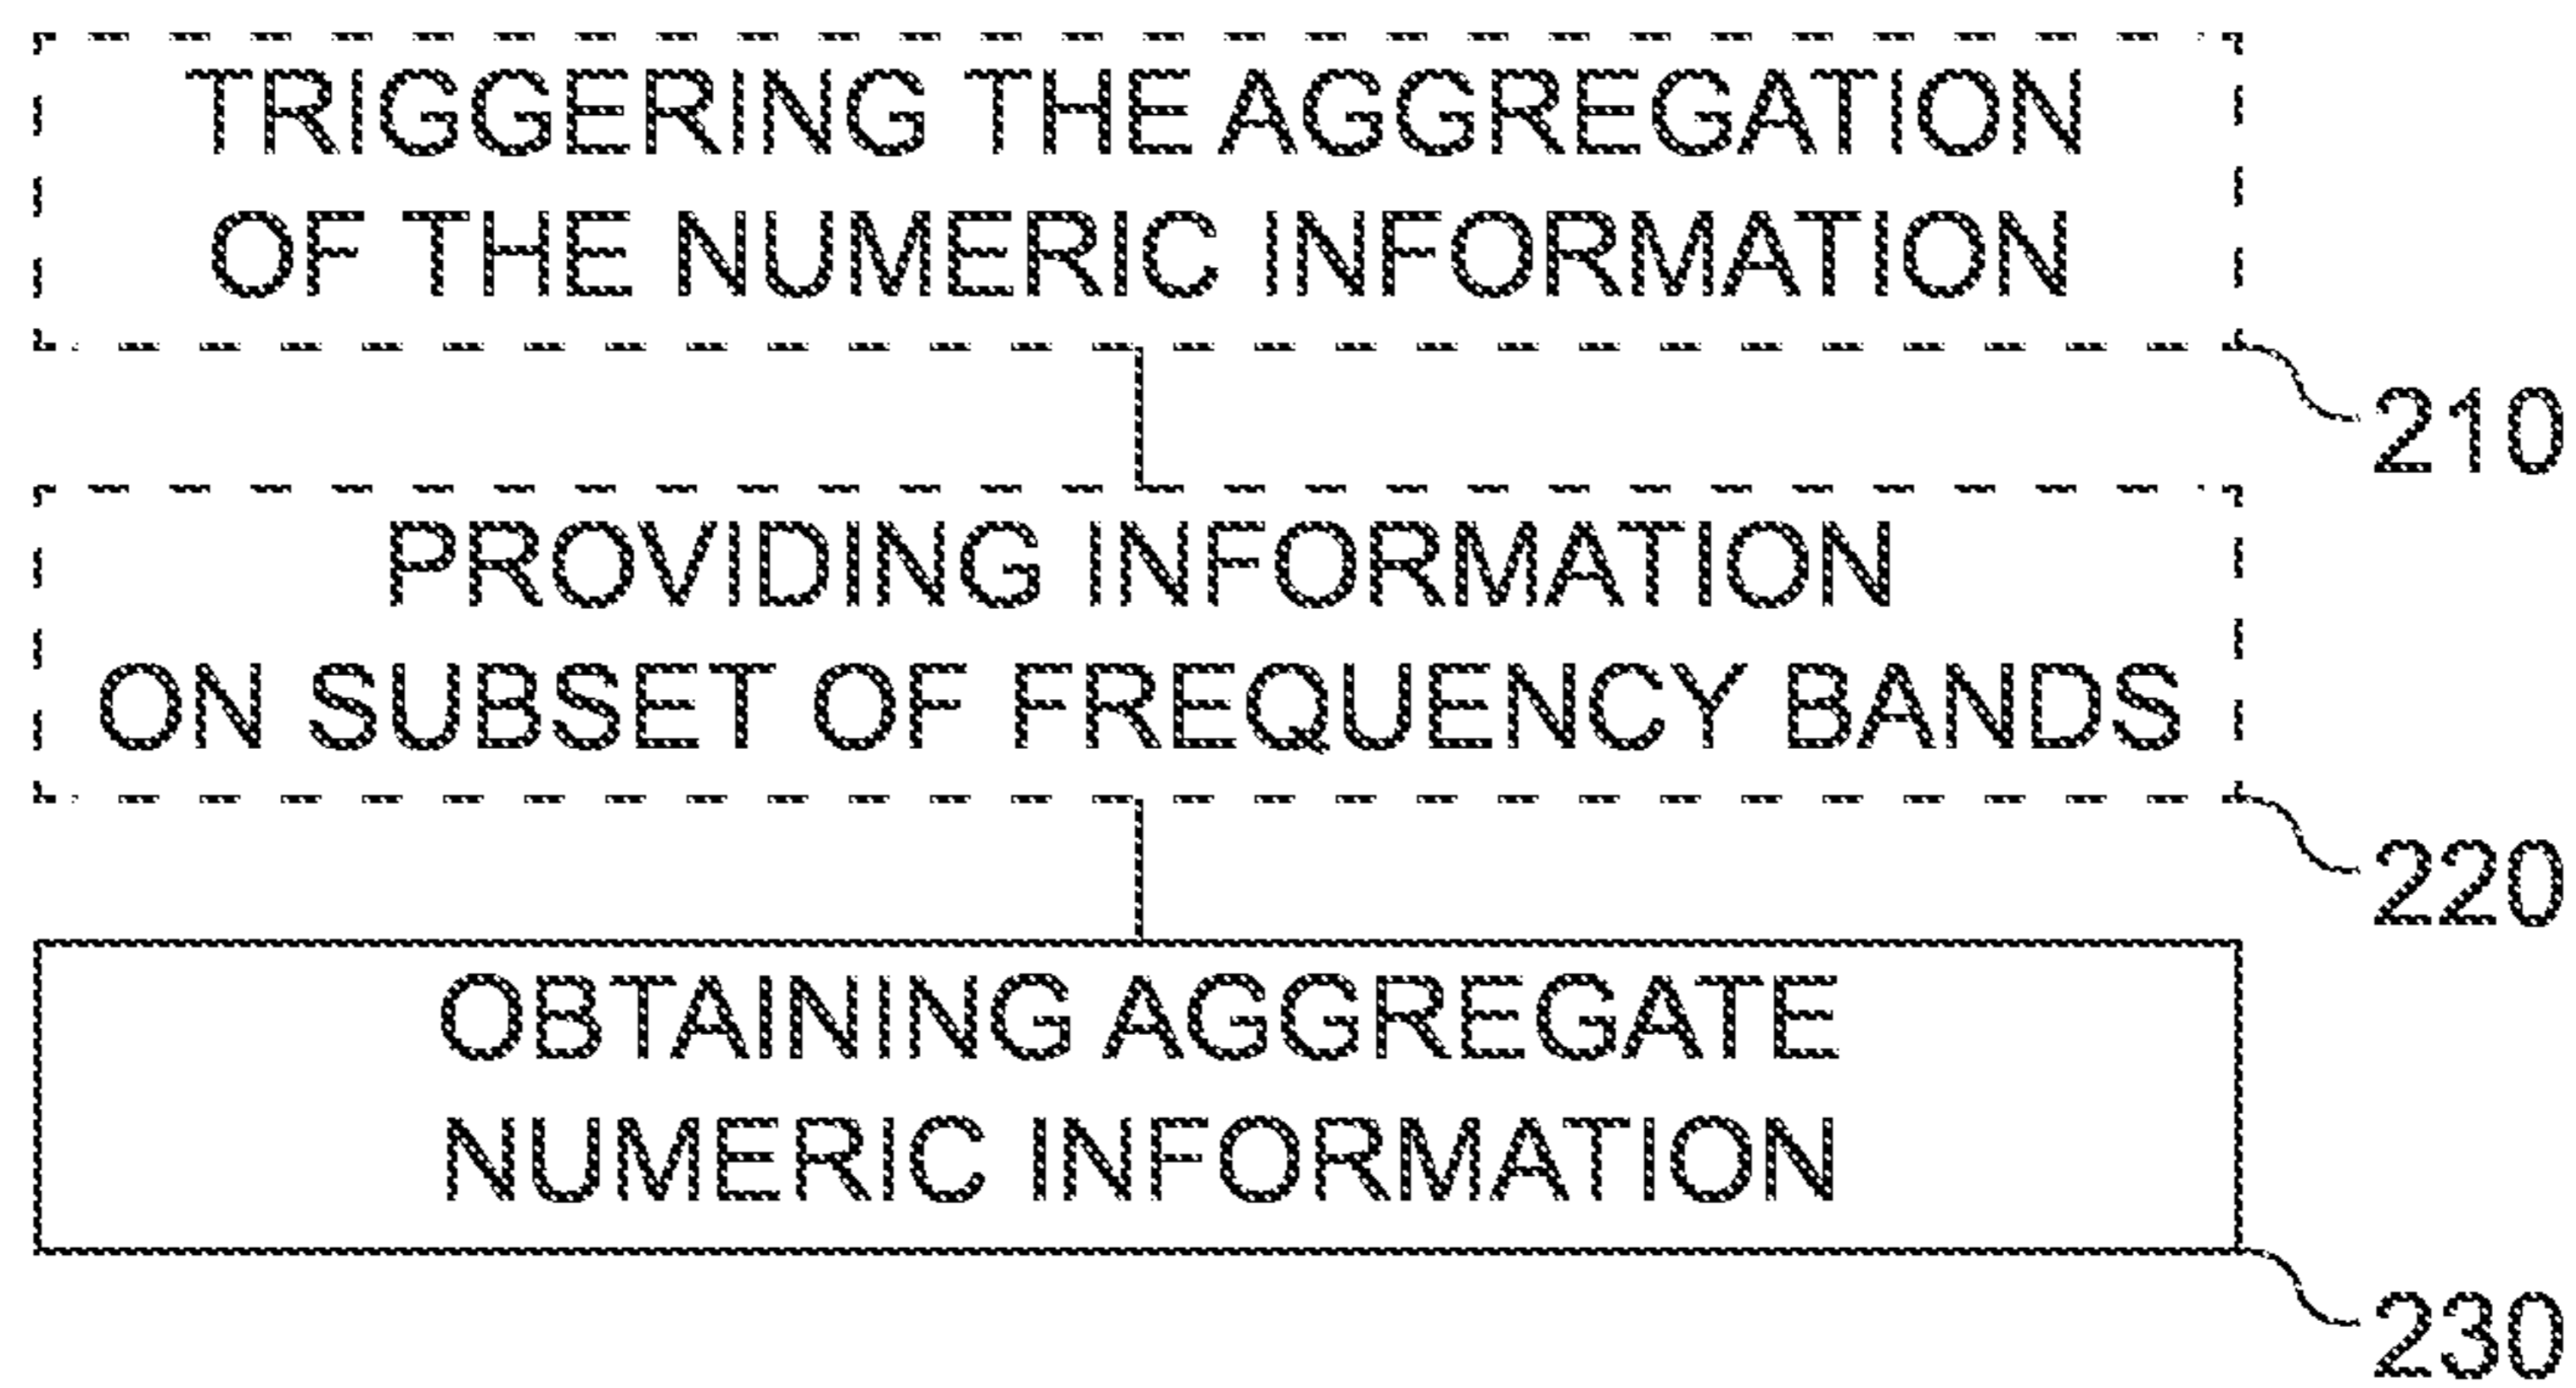 TRIGGERING THE AGGREGATION
OF THE NUMERIC INFORMATION
210
PROVIDING INFORMATION
ON SUBSET OF FREQUENCY BANDS
220
OBTAINING AGGREGATE
NUMERIC INFORMATION
230